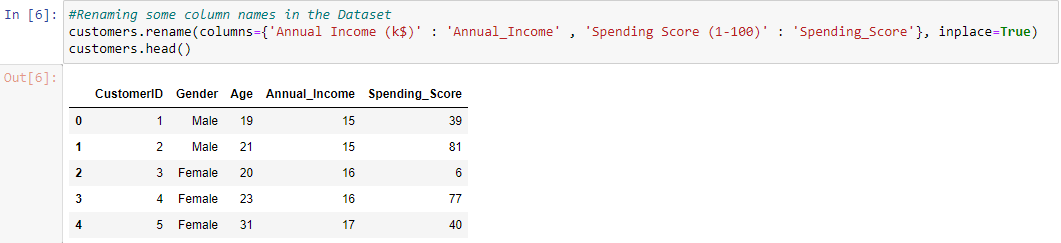 In [6]: #Renaming some column names in the Dataset
customers.rename(columns={'Annual Income (k$)' : 'Annual_Income' , 'Spending Score (1-100)' : 'Spending_Score'}, inplace=True)
customers.head()
Out[6]:
CustomerID Gender Age Annual_Income Spending_Score
0 1 Male 19 15 39
1 2 Male 21 15 81
2 3 Female 20 16 6
3 4 Female 23 16 77
4 5 Female 31 17 40